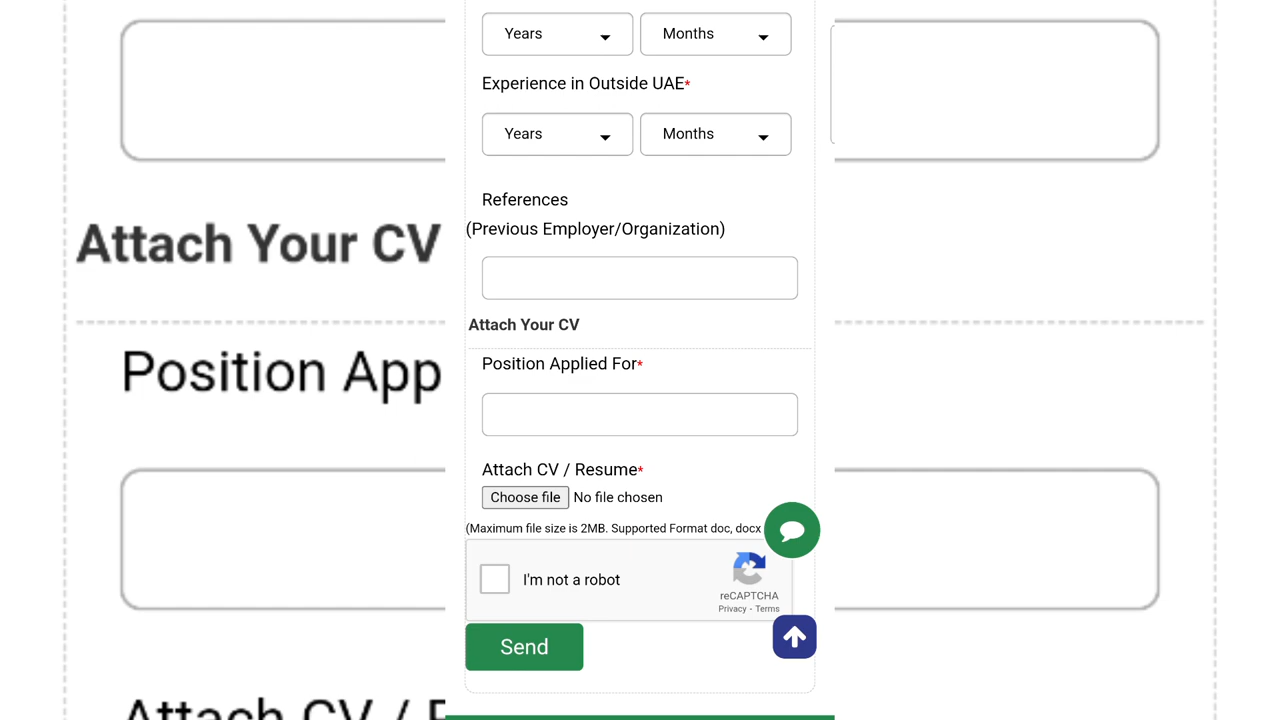 Years Months
Experience in Outside UAE*
Years Months
References
(Previous Employer/Organization)
Attach Your CV
Attach Your CV
Position Applied For*
Position App
Attach CV / Resume*
Choose file No file chosen
(Maximum file size is 2MB. Supported Format doc, docx
I'm not a robot
reCAPTCHA
Privacy - Terms
Send
Attach CV /